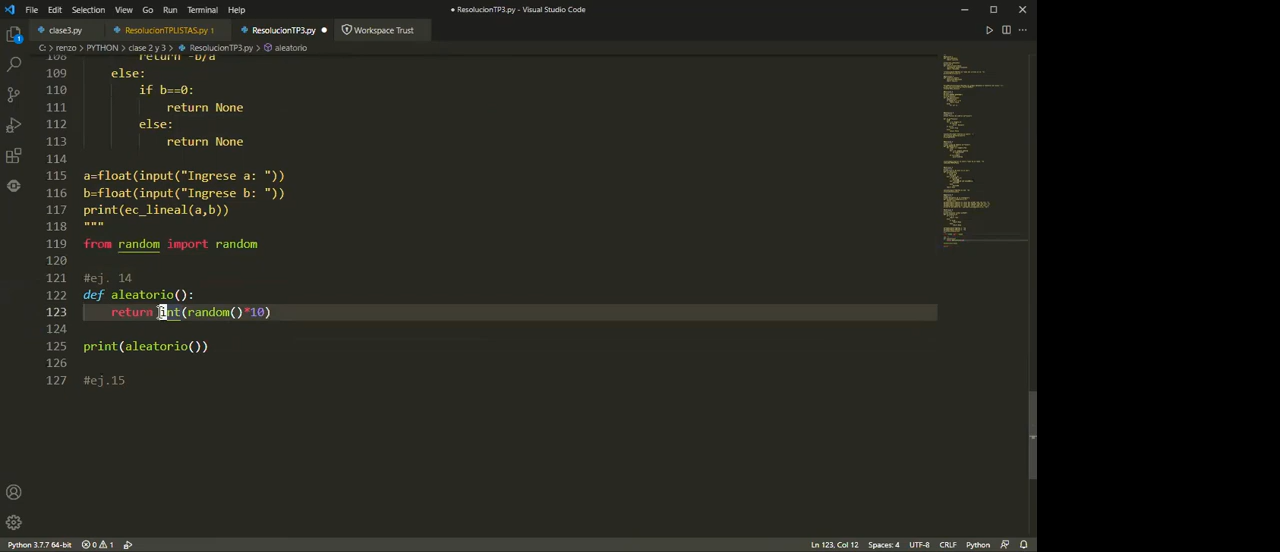 File Edit Selection View Go Run Terminal Help
● ResolucionTP3.py - Visual Studio Code
clase3.py ResolucionTPLISTAS.py 1 ResolucionTP3.py ● Workspace Trust
C: > renzo > PYTHON > clase 2 y 3 > ResolucionTP3.py > aleatorio
108 return -b/a
109 else:
110 if b==0:
111 return None
112 else:
113 return None
114
115 a=float(input("Ingrese a: "))
116 b=float(input("Ingrese b: "))
117 print(ec_lineal(a,b))
118 """
119 from random import random
120
121 #ej. 14
122 def aleatorio():
123 return int(random()*10)
124
125 print(aleatorio())
126
127 #ej.15
1
Python 3.7.7 64-bit 0 1 Ln 123, Col 12 Spaces: 4 UTF-8 CRLF Python